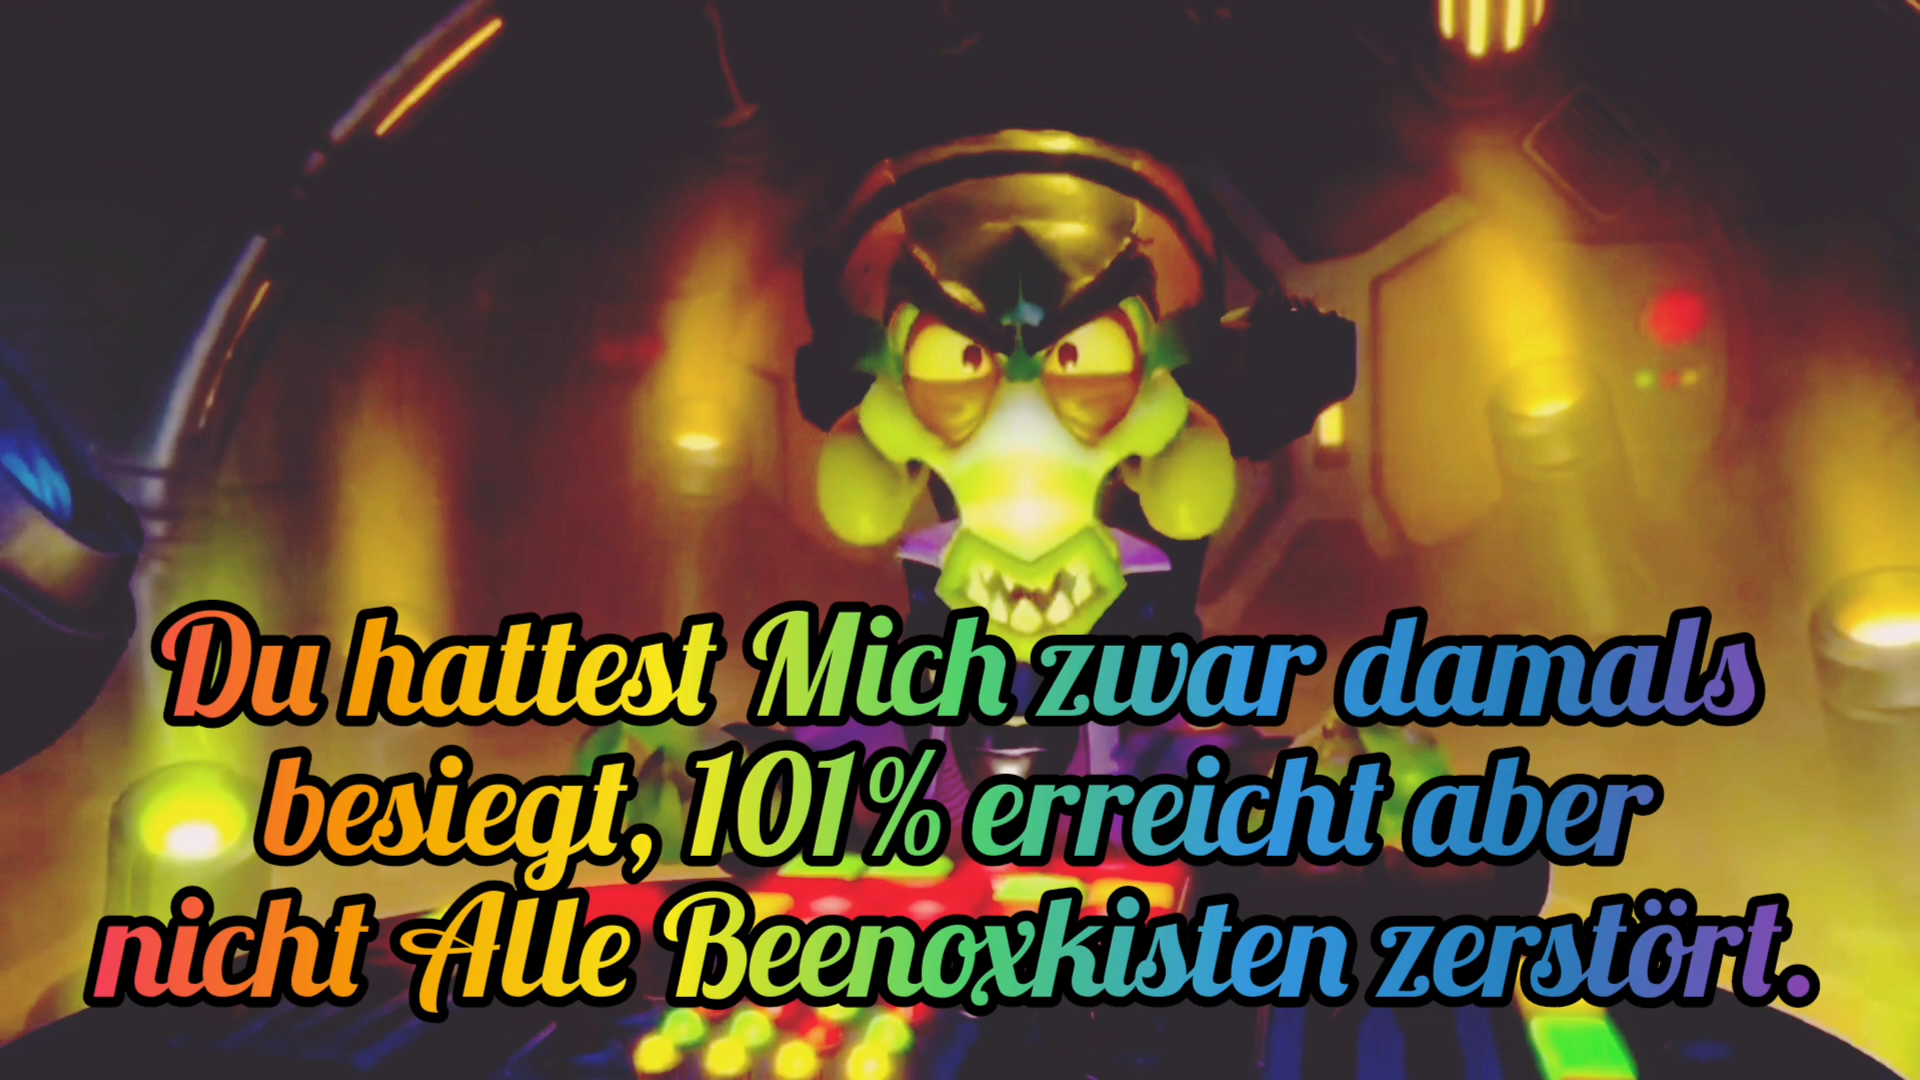 Du hattest Mich zwar damals
besiegt, 101% erreicht aber
nicht Alle Beenoxkisten zerstört.